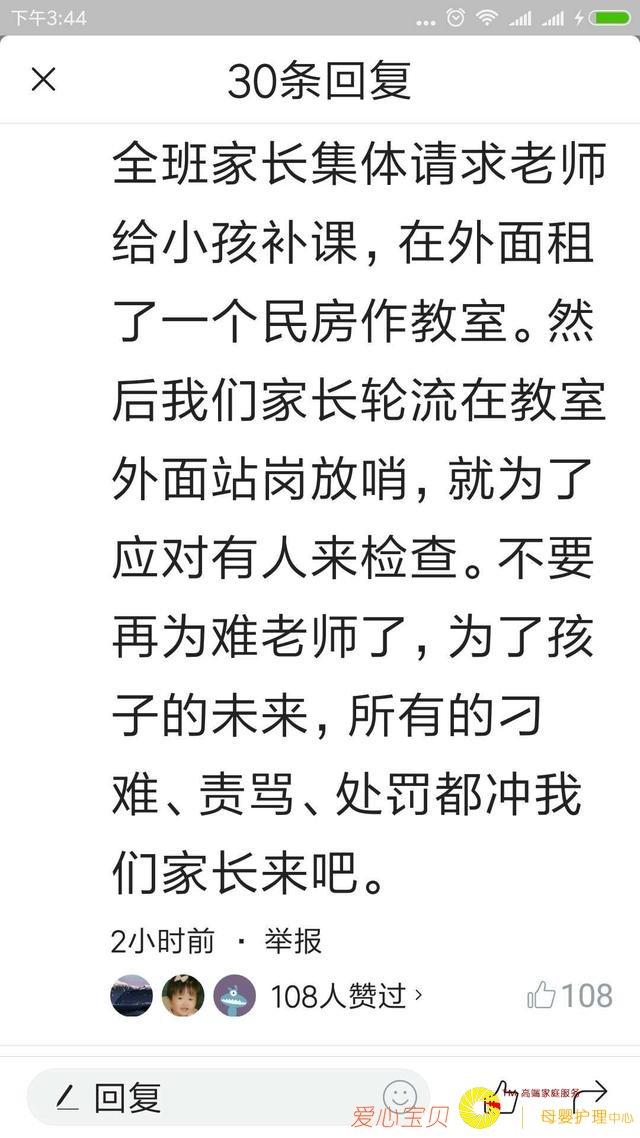 下午3:44
30条回复
全班家长集体请求老师
给小孩补课，在外面租
了一个民房作教室。然
后我们家长轮流在教室
外面站岗放哨，就为了
应对有人来检查。不要
再为难老师了，为了孩
子的未来，所有的刁
难、责骂、处罚都冲我
们家长来吧。
2小时前 · 举报
108人赞过 ›
108
回复
爱心宝贝
TM 高端家庭服务
母婴护理中心